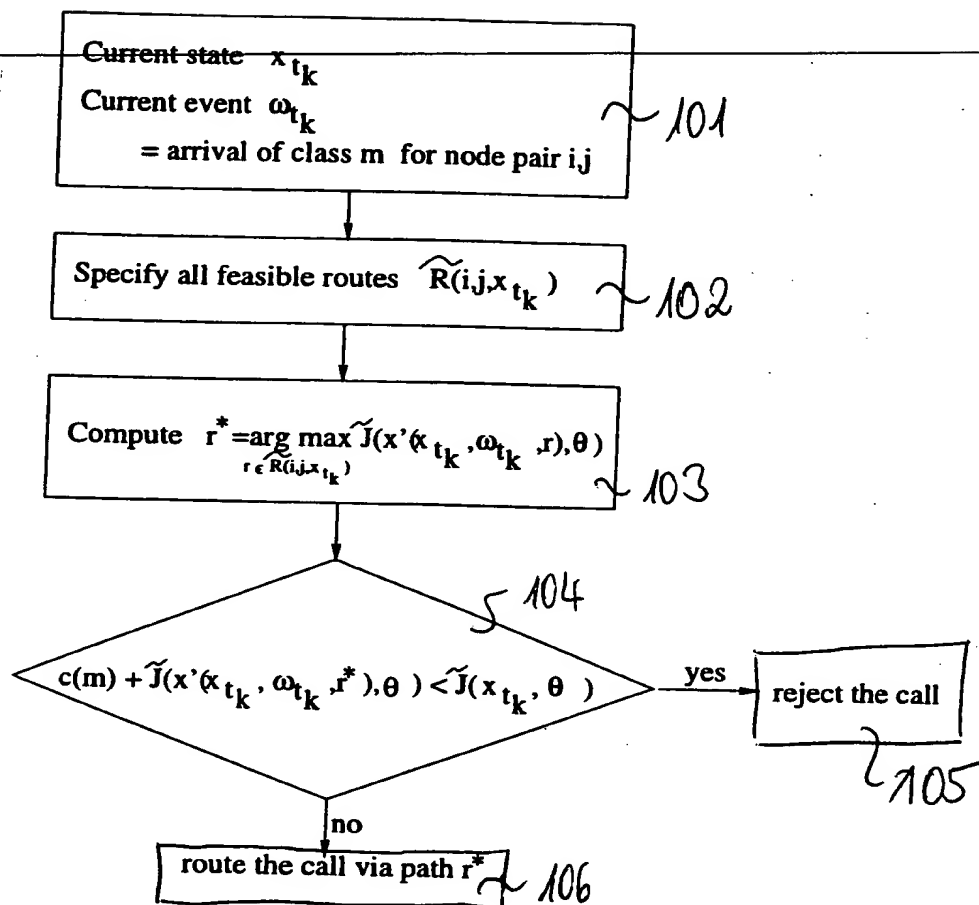 Current state x_{t_k}
Current event ω_{t_k}
= arrival of class m for node pair i,j
101
Specify all feasible routes R̃(i,j,x_{t_k})
102
Compute r*=arg max J̃(x'(x_{t_k},ω_{t_k},r),θ)
r ϵ R̃(i,j,x_{t_k})
103
104
c(m) + J̃(x'(x_{t_k}, ω_{t_k},r*),θ) < J̃(x_{t_k}, θ)
yes
reject the call
105
no
route the call via path r*
106